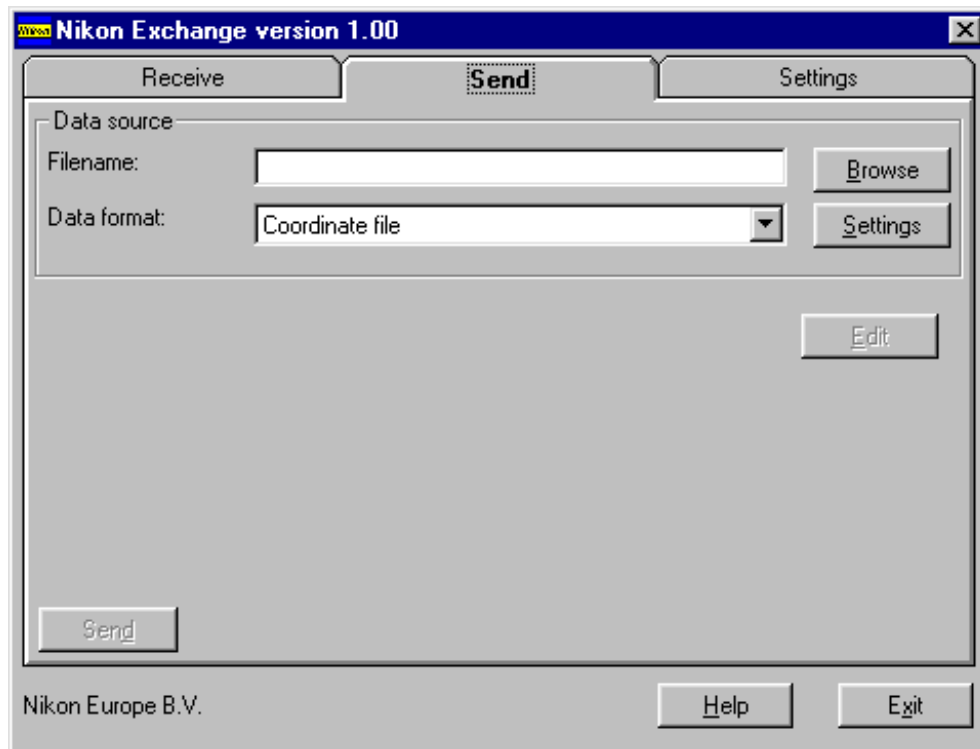 Nikon Nikon Exchange version 1.00
Receive Send Settings
Data source
Filename: Browse
Data format: Coordinate file Settings
Edit
Send
Nikon Europe B.V. Help Exit